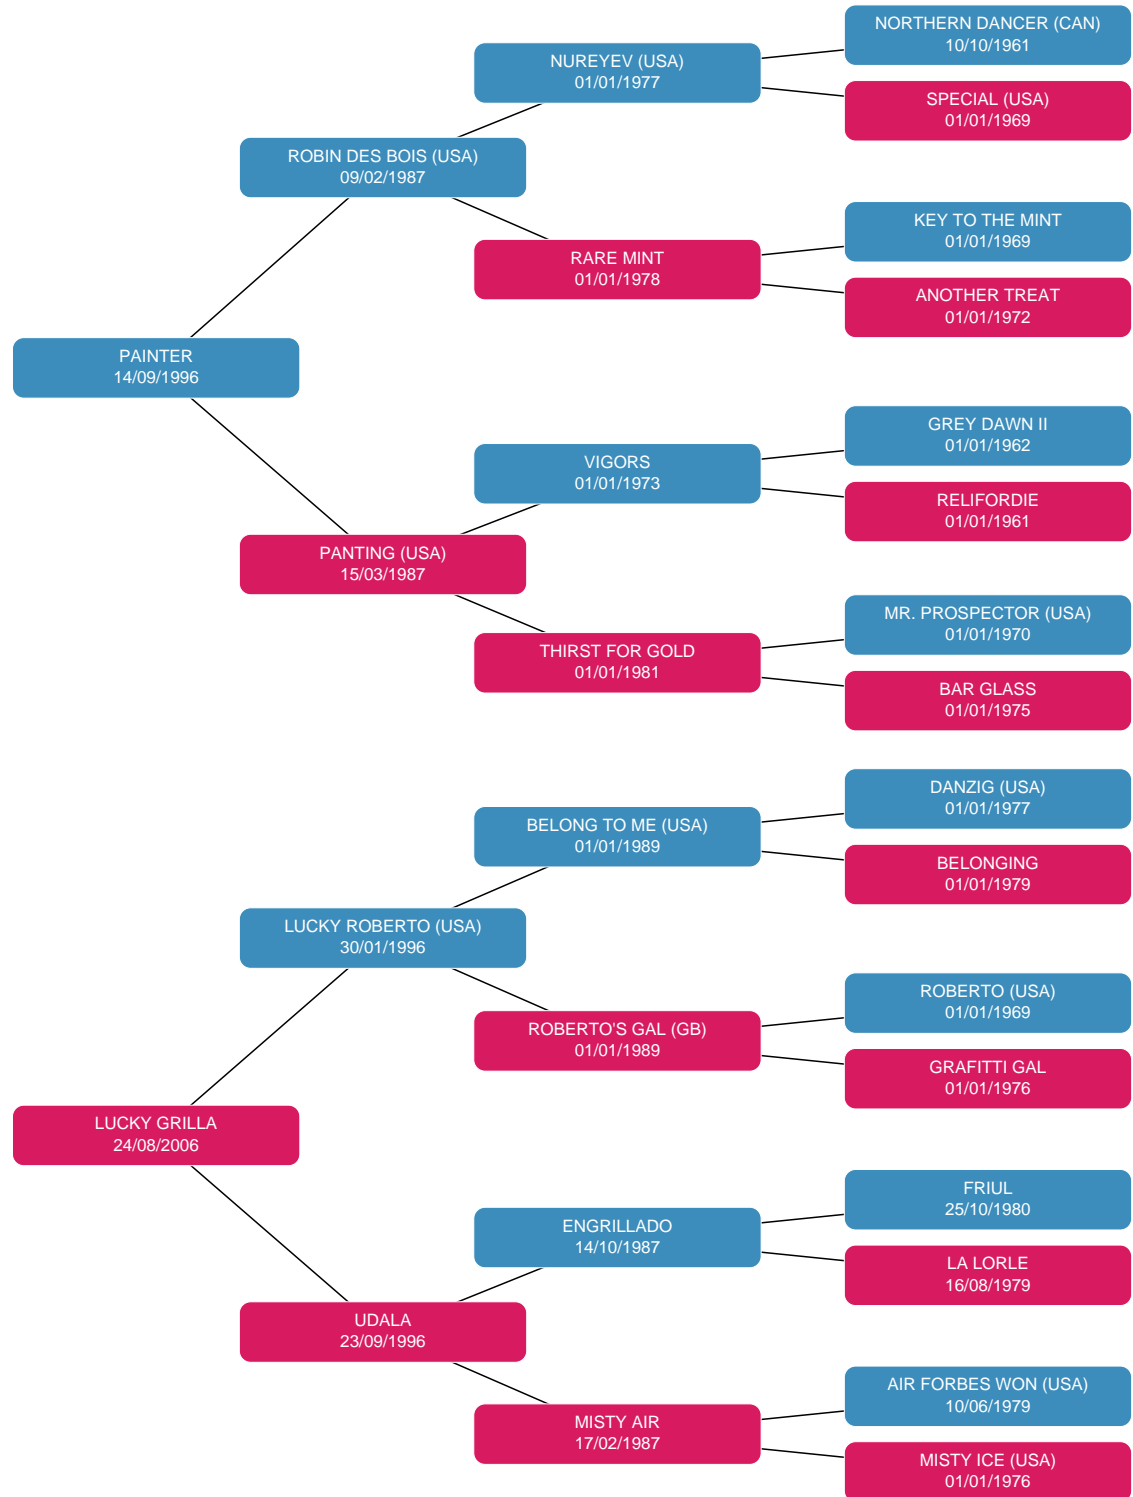 NORTHERN DANCER (CAN)
10/10/1961
NUREYEV (USA)
01/01/1977
SPECIAL (USA)
01/01/1969
ROBIN DES BOIS (USA)
09/02/1987
KEY TO THE MINT
01/01/1969
RARE MINT
01/01/1978
ANOTHER TREAT
01/01/1972
PAINTER
14/09/1996
GREY DAWN II
01/01/1962
VIGORS
01/01/1973
RELIFORDIE
01/01/1961
PANTING (USA)
15/03/1987
MR. PROSPECTOR (USA)
01/01/1970
THIRST FOR GOLD
01/01/1981
BAR GLASS
01/01/1975
DANZIG (USA)
01/01/1977
BELONG TO ME (USA)
01/01/1989
BELONGING
01/01/1979
LUCKY ROBERTO (USA)
30/01/1996
ROBERTO (USA)
01/01/1969
ROBERTO'S GAL (GB)
01/01/1989
GRAFITTI GAL
01/01/1976
LUCKY GRILLA
24/08/2006
FRIUL
25/10/1980
ENGRILLADO
14/10/1987
LA LORLE
16/08/1979
UDALA
23/09/1996
AIR FORBES WON (USA)
10/06/1979
MISTY AIR
17/02/1987
MISTY ICE (USA)
01/01/1976